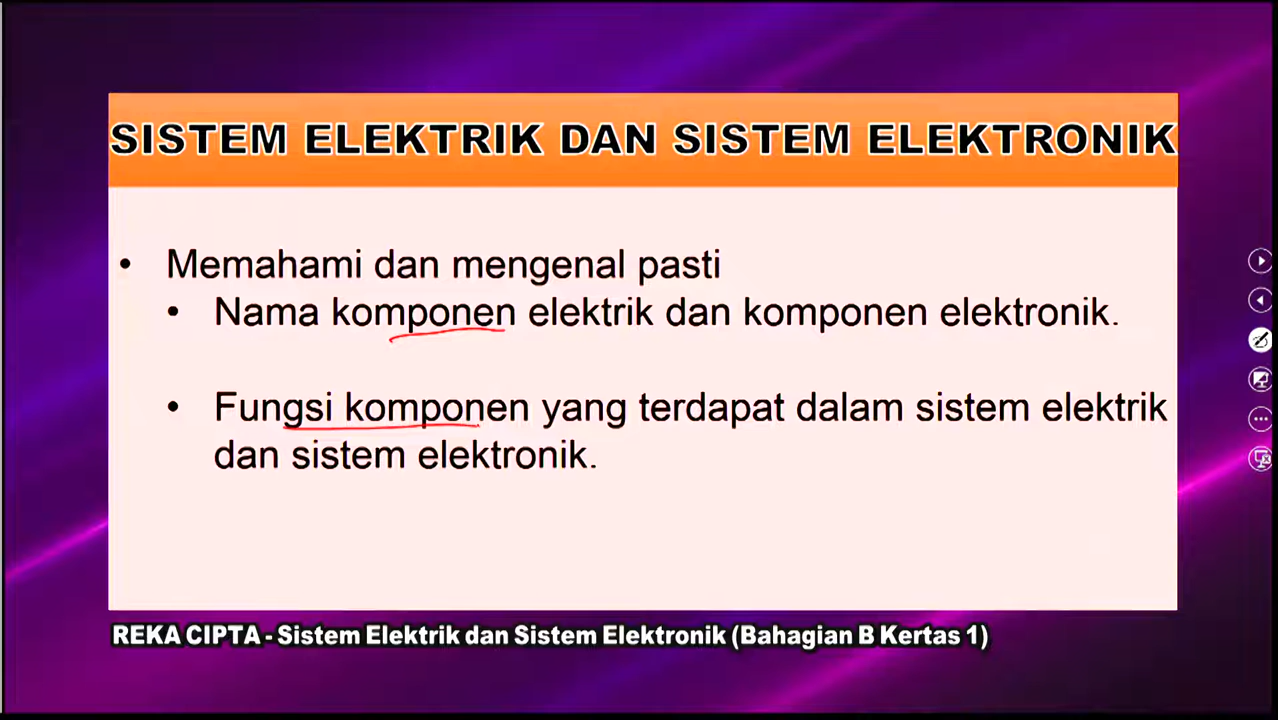 SISTEM ELEKTRIK DAN SISTEM ELEKTRONIK
• Memahami dan mengenal pasti
• Nama komponen elektrik dan komponen elektronik.
• Fungsi komponen yang terdapat dalam sistem elektrik
dan sistem elektronik.
REKA CIPTA - Sistem Elektrik dan Sistem Elektronik (Bahagian B Kertas 1)